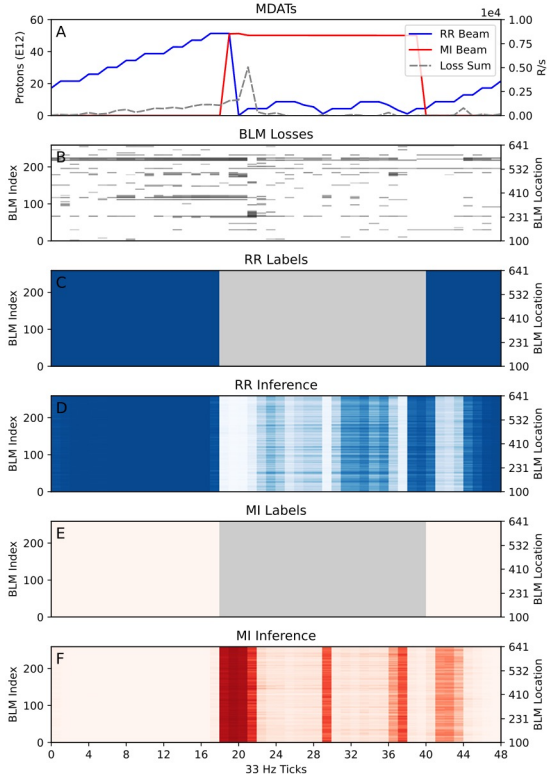 MDATs
A
60
40
20
0
Protons (E12)
RR Beam
MI Beam
Loss Sum
1e4
1.00
0.75
0.50
0.25
0.00
R/s
BLM Losses
B
200
100
0
BLM Index
641
532
410
231
100
BLM Location
RR Labels
C
200
100
0
BLM Index
641
532
410
231
100
BLM Location
RR Inference
D
200
100
0
BLM Index
641
532
410
231
100
BLM Location
MI Labels
E
200
100
0
BLM Index
641
532
410
231
100
BLM Location
MI Inference
F
200
100
0
BLM Index
641
532
410
231
100
BLM Location
0 4 8 12 16 20 24 28 32 36 40 44 48
33 Hz Ticks